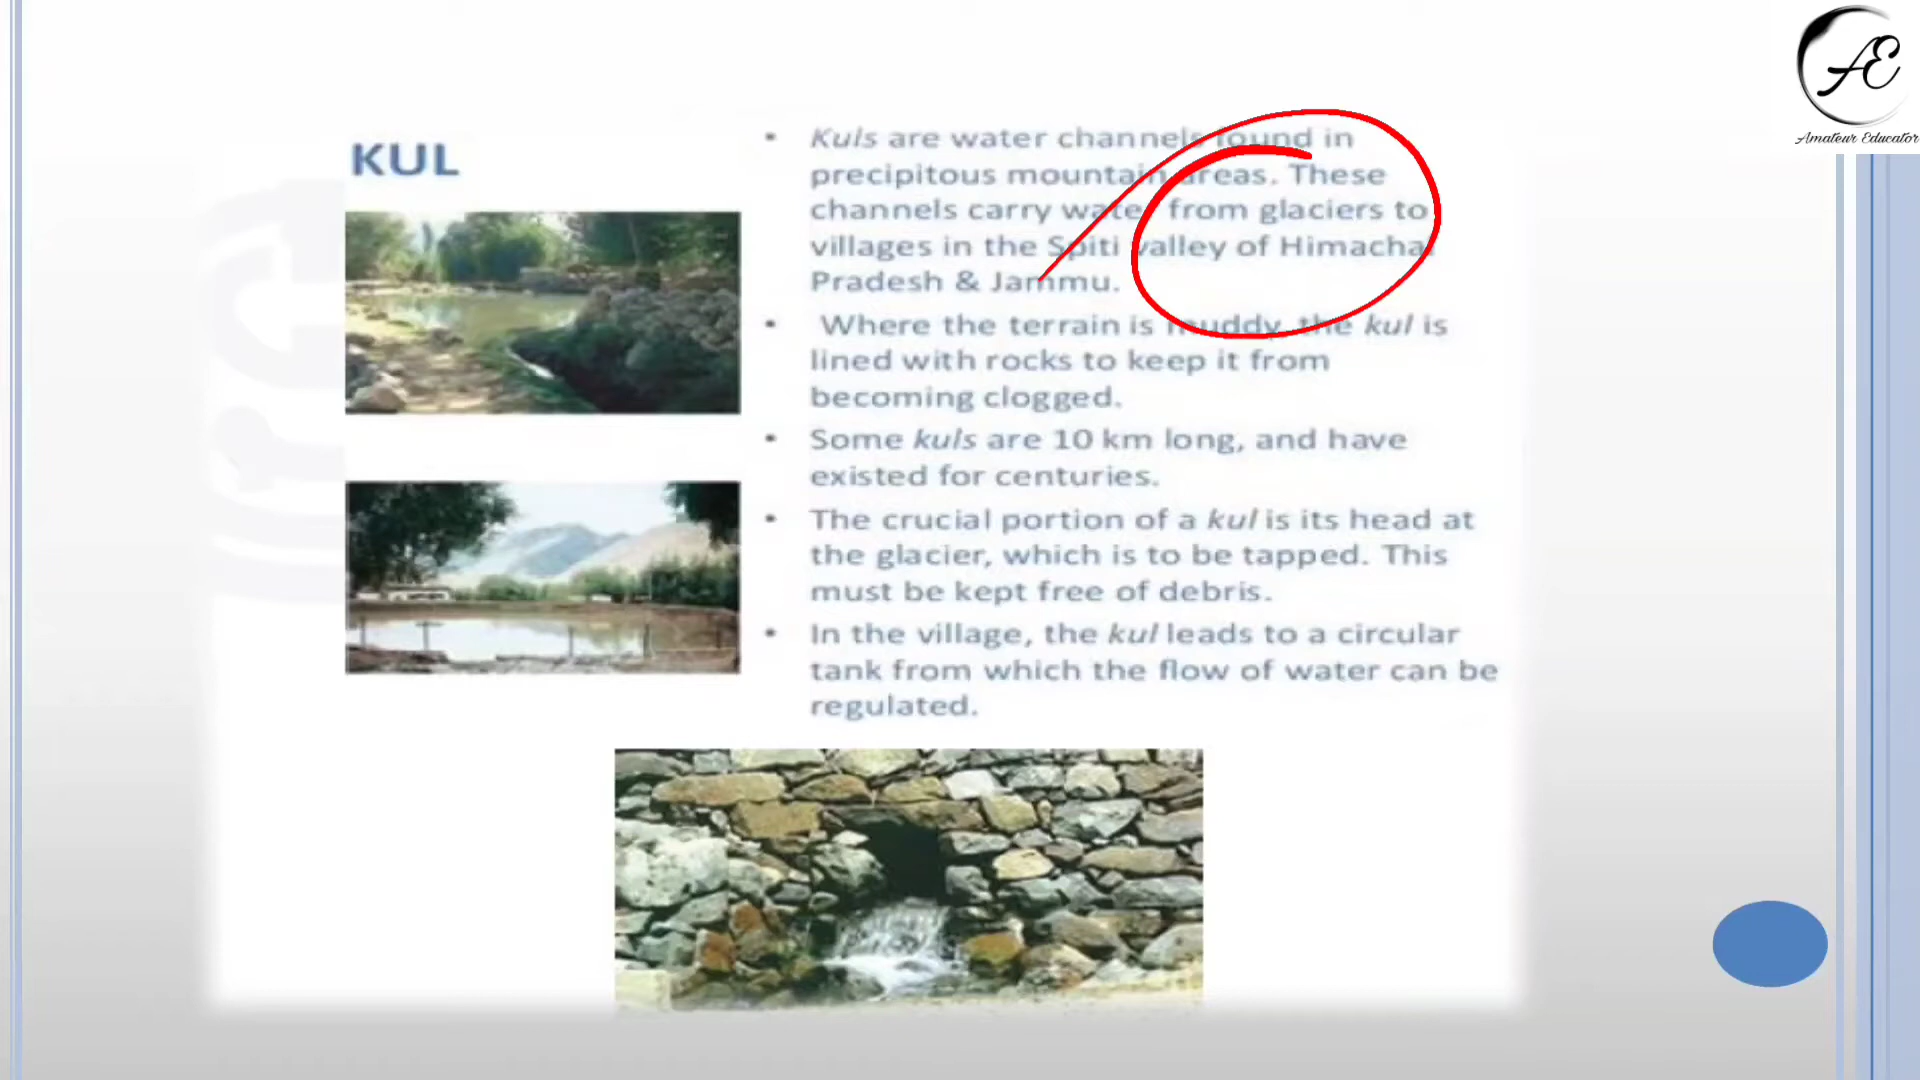 AE
Amateur Educator
KUL
• Kuls are water channels found in
precipitous mountain areas. These
channels carry water from glaciers to
villages in the Spiti valley of Himachal
Pradesh & Jammu.
• Where the terrain is muddy, the kul is
lined with rocks to keep it from
becoming clogged.
• Some kuls are 10 km long, and have
existed for centuries.
• The crucial portion of a kul is its head at
the glacier, which is to be tapped. This
must be kept free of debris.
• In the village, the kul leads to a circular
tank from which the flow of water can be
regulated.